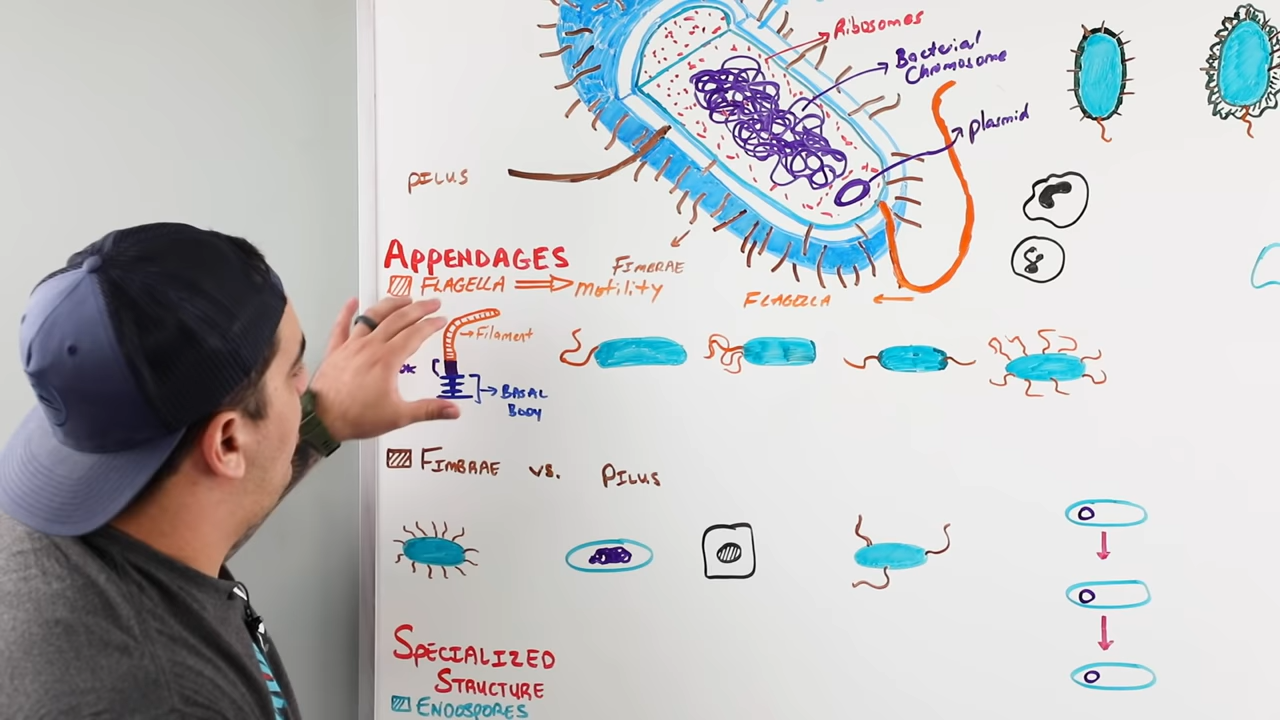 Ribosomes
Bacterial
Chromosome
plasmid
PILUS
APPENDAGES
FIMBRAE
FLAGELLA
motility
FLAGELLA
Filament
BASAL
BODY
FIMBRAE vs. PILUS
SPECIALIZED
STRUCTURE
ENDOSPORES